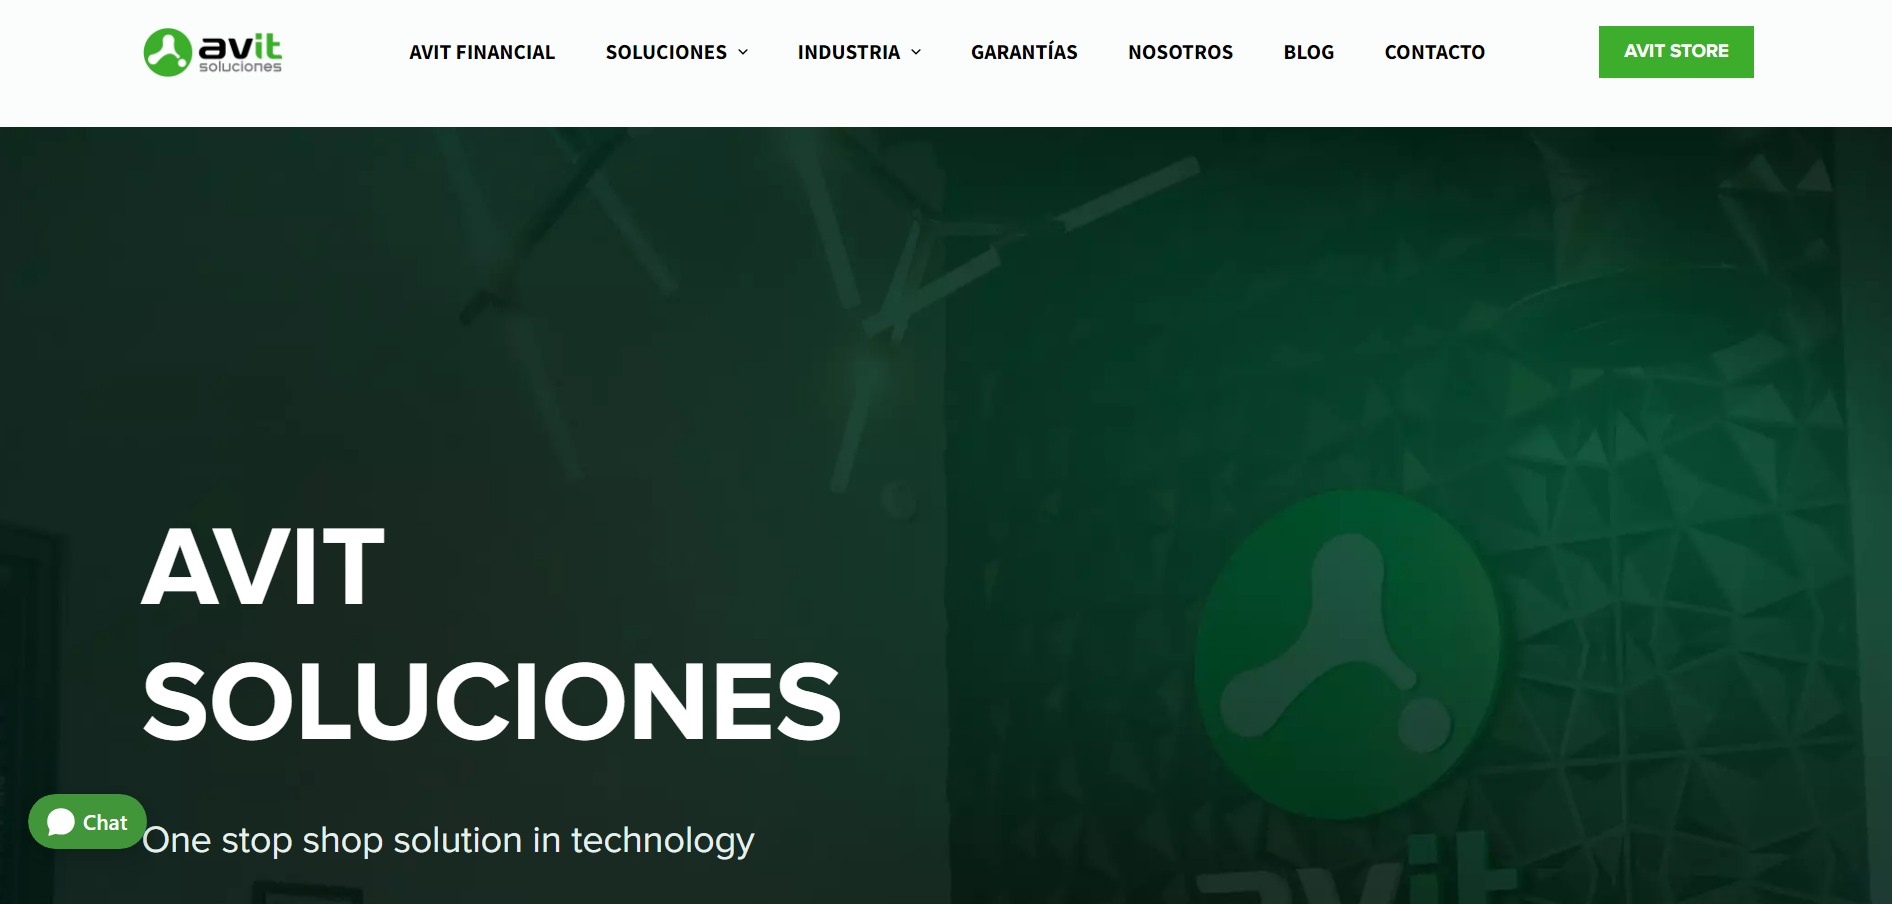 avit
soluciones
AVIT FINANCIAL
SOLUCIONES
INDUSTRIA
GARANTÍAS
NOSOTROS
BLOG
CONTACTO
AVIT STORE
AVIT
SOLUCIONES
One stop shop solution in technology
Chat
avit